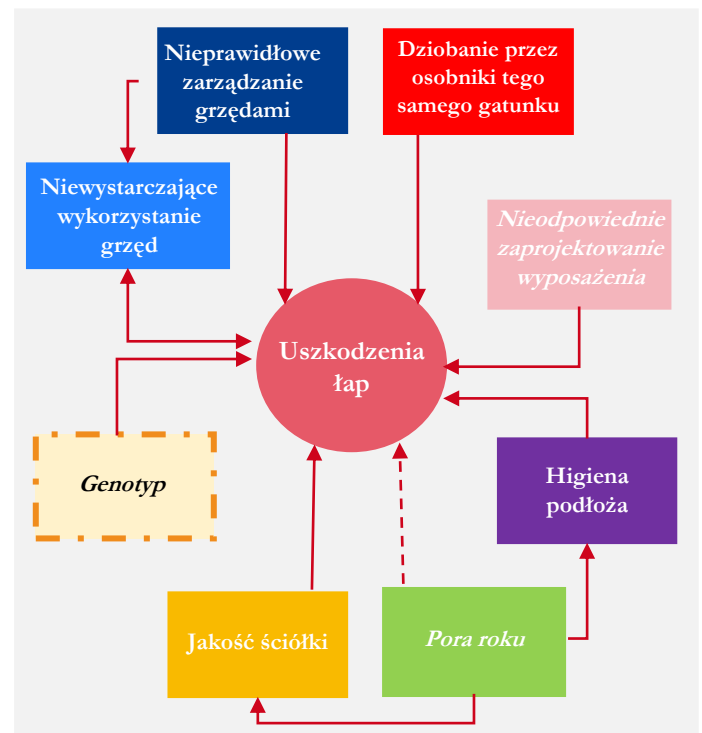 Nieprawidłowe
zarządzanie
grzędami
Dziobanie przez
osobniki tego
samego gatunku
Niewystarczające
wykorzystanie
grzęd
Nieodpowiednie
zaprojektowanie
wyposażenia
Uszkodzenia
łap
Genotyp
Higiena
podłoża
Jakość ściółki
Pora roku